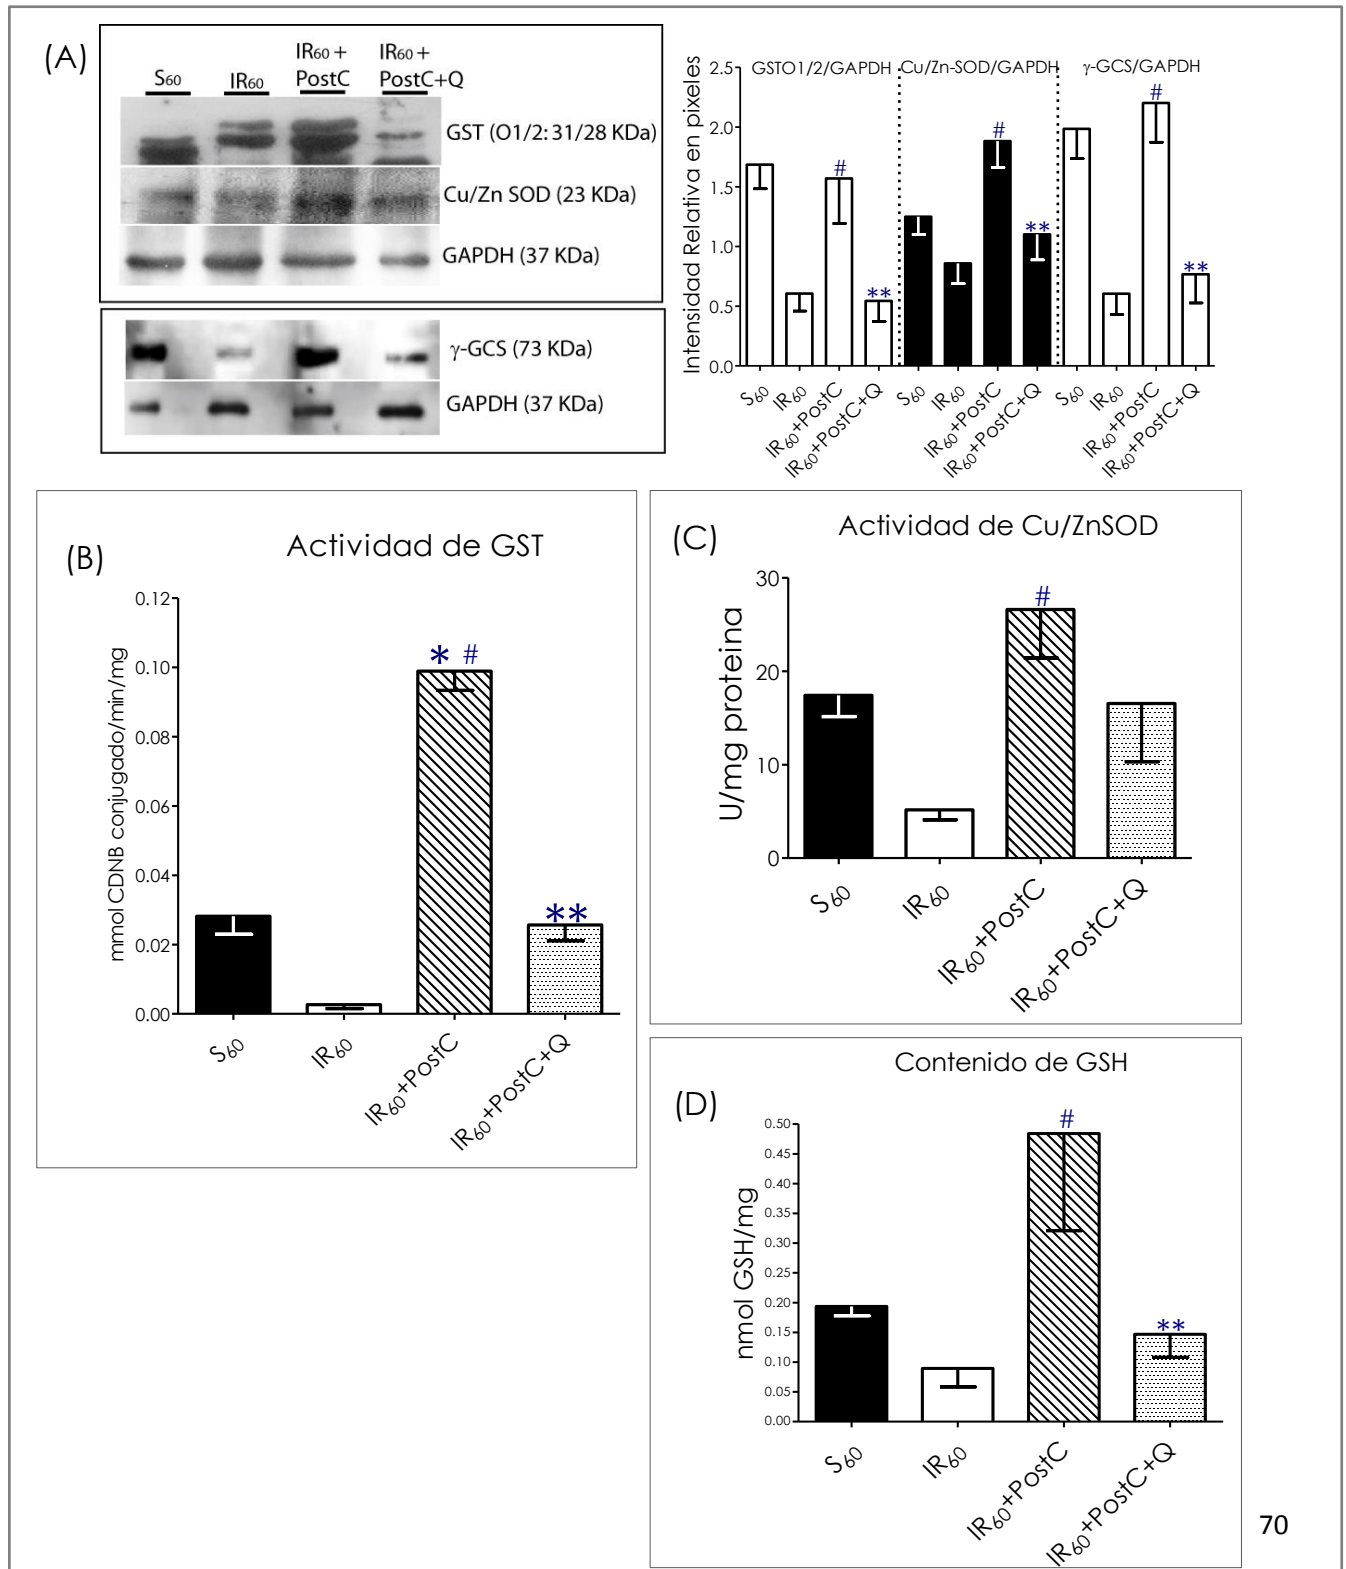 (A)
S60
IR60
IR60 +
PostC
IR60 +
PostC+Q
GST (O1/2: 31/28 KDa)
Cu/Zn SOD (23 KDa)
GAPDH (37 KDa)
γ-GCS (73 KDa)
GAPDH (37 KDa)
GSTO1/2/GAPDH
Cu/Zn-SOD/GAPDH
γ-GCS/GAPDH
Intensidad Relativa en pixeles
2.5
2.0
1.5
1.0
0.5
0.0
#
**
#
**
#
**
S60
IR60
IR60+PostC
IR60+PostC+Q
S60
IR60
IR60+PostC
IR60+PostC+Q
S60
IR60
IR60+PostC
IR60+PostC+Q
(B)
Actividad de GST
mmol CDNB conjugado/min/mg
0.12
0.10
0.08
0.06
0.04
0.02
0.00
* #
**
S60
IR60
IR60+PostC
IR60+PostC+Q
(C)
Actividad de Cu/ZnSOD
U/mg proteina
30
20
10
0
#
S60
IR60
IR60+PostC
IR60+PostC+Q
(D)
Contenido de GSH
nmol GSH/mg
0.50
0.45
0.40
0.35
0.30
0.25
0.20
0.15
0.10
0.05
0.00
#
**
S60
IR60
IR60+PostC
IR60+PostC+Q
70